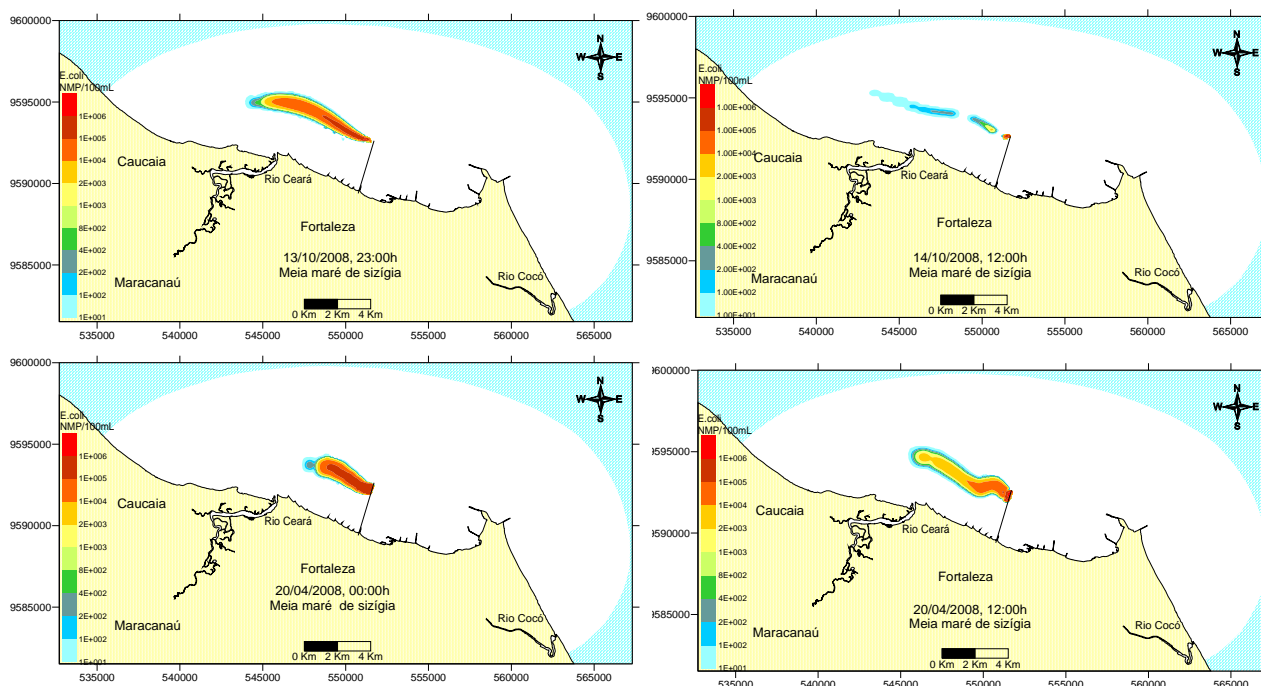 9600000
N
W E
S
E.coli
NMP/100mL
9595000
1E+006
1E+005
1E+004
2E+003
1E+003
8E+002
4E+002
2E+002
1E+002
1E+001
9590000
9585000
Caucaia
Rio Ceará
Fortaleza
13/10/2008, 23:00h
Meia maré de sizígia
Maracanaú
Rio Cocó
0 Km 2 Km 4 Km
535000 540000 545000 550000 555000 560000 565000
9600000
N
W E
S
E.coli
NMP/100mL
9595000
1.00E+006
1.00E+005
1.00E+004
2.00E+003
1.00E+003
8.00E+002
4.00E+002
2.00E+002
1.00E+002
1.00E+001
9590000
9585000
Caucaia
Rio Ceará
Fortaleza
14/10/2008, 12:00h
Meia maré de sizígia
Maracanaú
Rio Cocó
0 Km 2 Km 4 Km
535000 540000 545000 550000 555000 560000 565000
9600000
N
W E
S
E.coli
NMP/100mL
9595000
1E+006
1E+005
1E+004
2E+003
1E+003
8E+002
4E+002
2E+002
1E+002
1E+001
9590000
9585000
Caucaia
Rio Ceará
Fortaleza
20/04/2008, 00:00h
Meia maré de sizígia
Maracanaú
Rio Cocó
0 Km 2 Km 4 Km
535000 540000 545000 550000 555000 560000 565000
9600000
N
W E
S
E.coli
NMP/100mL
9595000
1E+006
1E+005
1E+004
2E+003
1E+003
8E+002
4E+002
2E+002
1E+002
1E+001
9590000
9585000
Caucaia
Rio Ceará
Fortaleza
20/04/2008, 12:00h
Meia maré de sizígia
Maracanaú
Rio Cocó
0 Km 2 Km 4 Km
535000 540000 545000 550000 555000 560000 565000